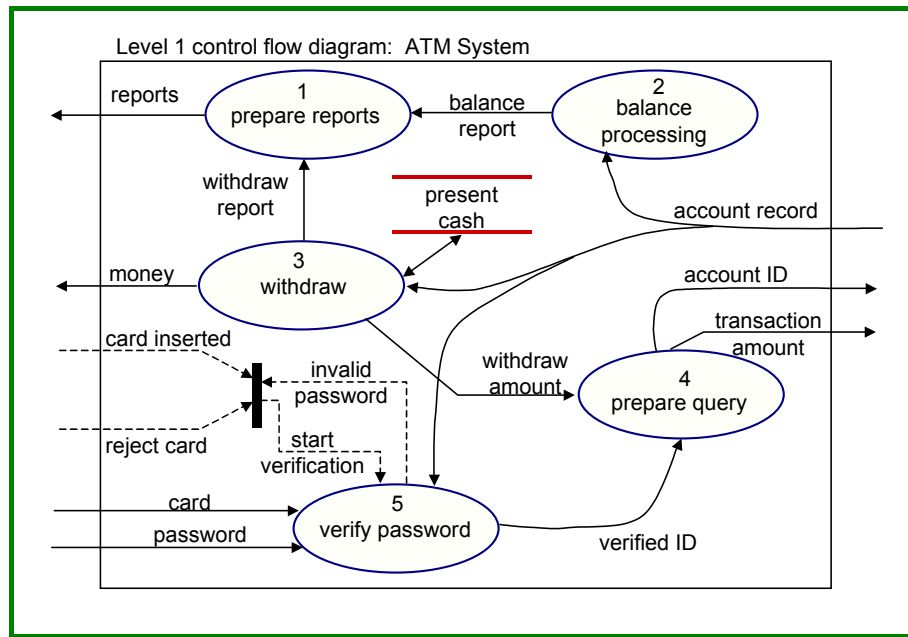 Level 1 control flow diagram: ATM System
reports
1
prepare reports
balance
report
2
balance
processing
withdraw
report
present
cash
account record
3
withdraw
money
account ID
transaction
amount
card inserted
invalid
password
withdraw
amount
4
prepare query
reject card
start
verification
card
5
verify password
password
verified ID